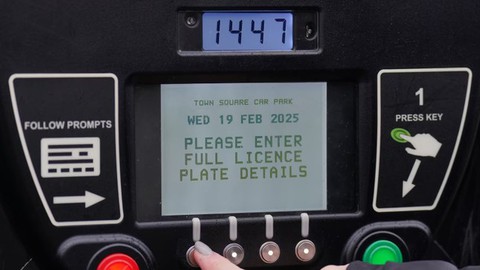 1447
TOWN SQUARE CAR PARK
WED 19 FEB 2025
PLEASE ENTER
FULL LICENCE
PLATE DETAILS
FOLLOW PROMPTS
1
PRESS KEY